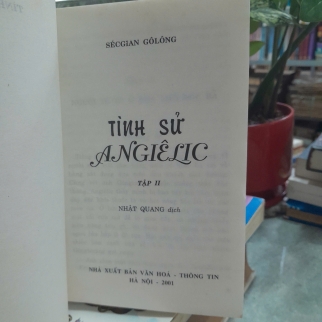 SÉCGIAN GÔLÔNG
TÌNH SỬ
ANGIÊLIC
TẬP II
NHẬT QUANG dịch
NHÀ XUẤT BẢN VĂN HOÁ - THÔNG TIN
HÀ NỘI - 2001